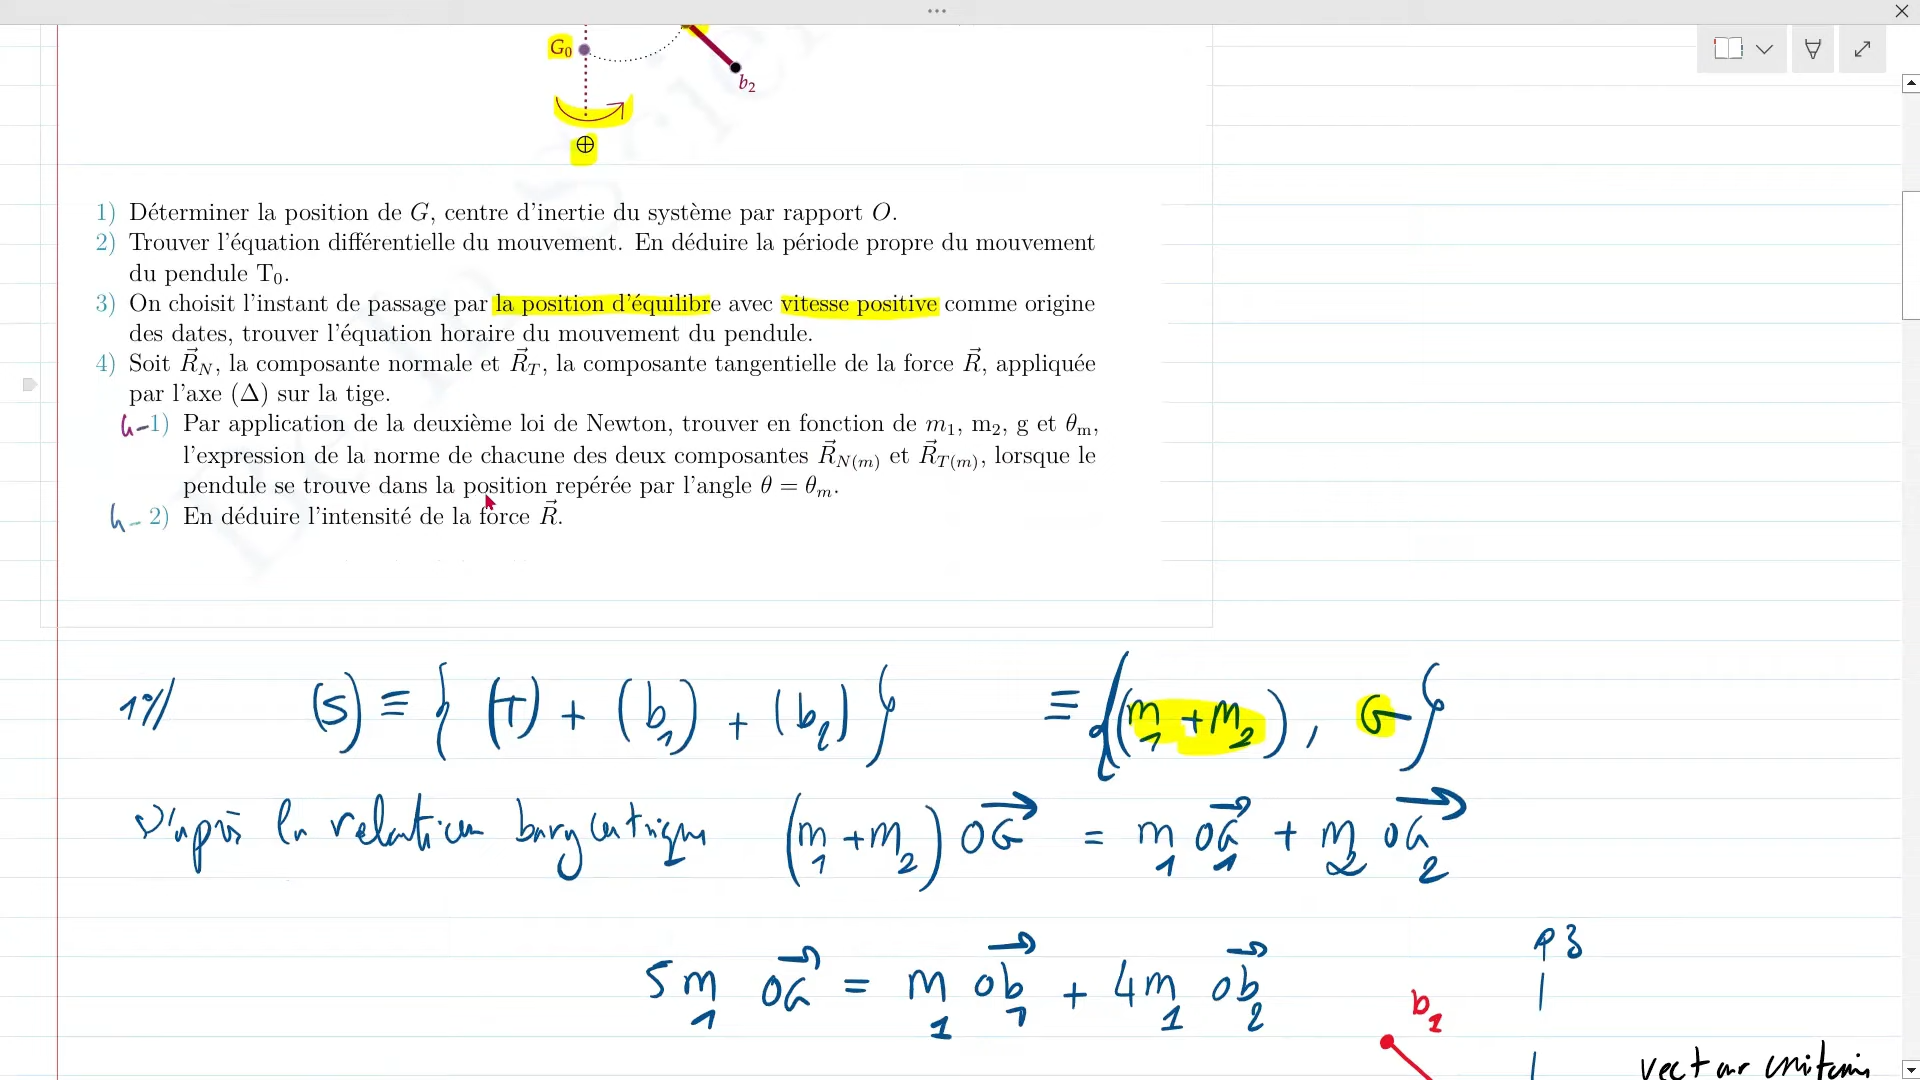 G₀
b₂
⊕
1) Déterminer la position de G, centre d'inertie du système par rapport O.
2) Trouver l'équation différentielle du mouvement. En déduire la période propre du mouvement
du pendule T₀.
3) On choisit l'instant de passage par la position d'équilibre avec vitesse positive comme origine
des dates, trouver l'équation horaire du mouvement du pendule.
4) Soit R⃗_N, la composante normale et R⃗_T, la composante tangentielle de la force R⃗, appliquée
par l'axe (Δ) sur la tige.
4-1) Par application de la deuxième loi de Newton, trouver en fonction de m₁, m₂, g et θₘ,
l'expression de la norme de chacune des deux composantes R⃗_N(m) et R⃗_T(m), lorsque le
pendule se trouve dans la position repérée par l'angle θ = θₘ.
4-2) En déduire l'intensité de la force R⃗.
1°/ (S) ≡ { (T) + (b₁) + (b₂) } ≡ {(m₁ + m₂), G}
D'après la relation barycentrique (m₁ + m₂) OG⃗ = m₁ OG⃗₁ + m₂ OG⃗₂
5m₁ OG⃗ = m₁ Ob⃗₁ + 4m₁ Ob⃗₂
b₁
vecteur unitaire